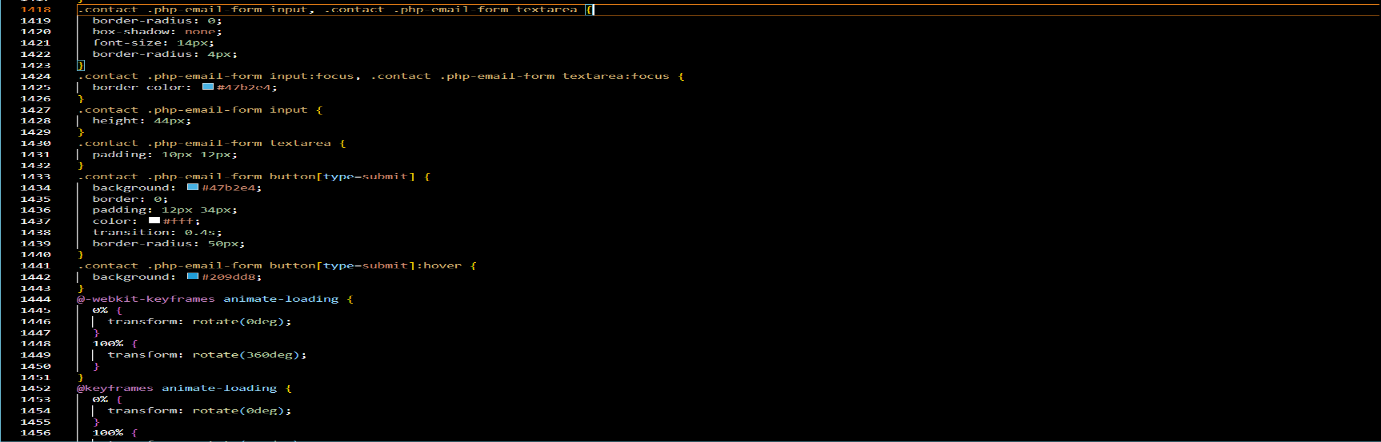 1418 .contact .php-email-form input, .contact .php-email-form textarea {
1419 border-radius: 0;
1420 box-shadow: none;
1421 font-size: 14px;
1422 border-radius: 4px;
1423 }
1424 .contact .php-email-form input:focus, .contact .php-email-form textarea:focus {
1425 border-color: #47b2e4;
1426 }
1427 .contact .php-email-form input {
1428 height: 44px;
1429 }
1430 .contact .php-email-form textarea {
1431 padding: 10px 12px;
1432 }
1433 .contact .php-email-form button[type=submit] {
1434 background: #47b2e4;
1435 border: 0;
1436 padding: 12px 34px;
1437 color: #fff;
1438 transition: 0.4s;
1439 border-radius: 50px;
1440 }
1441 .contact .php-email-form button[type=submit]:hover {
1442 background: #209dd8;
1443 }
1444 @-webkit-keyframes animate-loading {
1445 0% {
1446 transform: rotate(0deg);
1447 }
1448 100% {
1449 transform: rotate(360deg);
1450 }
1451 }
1452 @keyframes animate-loading {
1453 0% {
1454 transform: rotate(0deg);
1455 }
1456 100% {